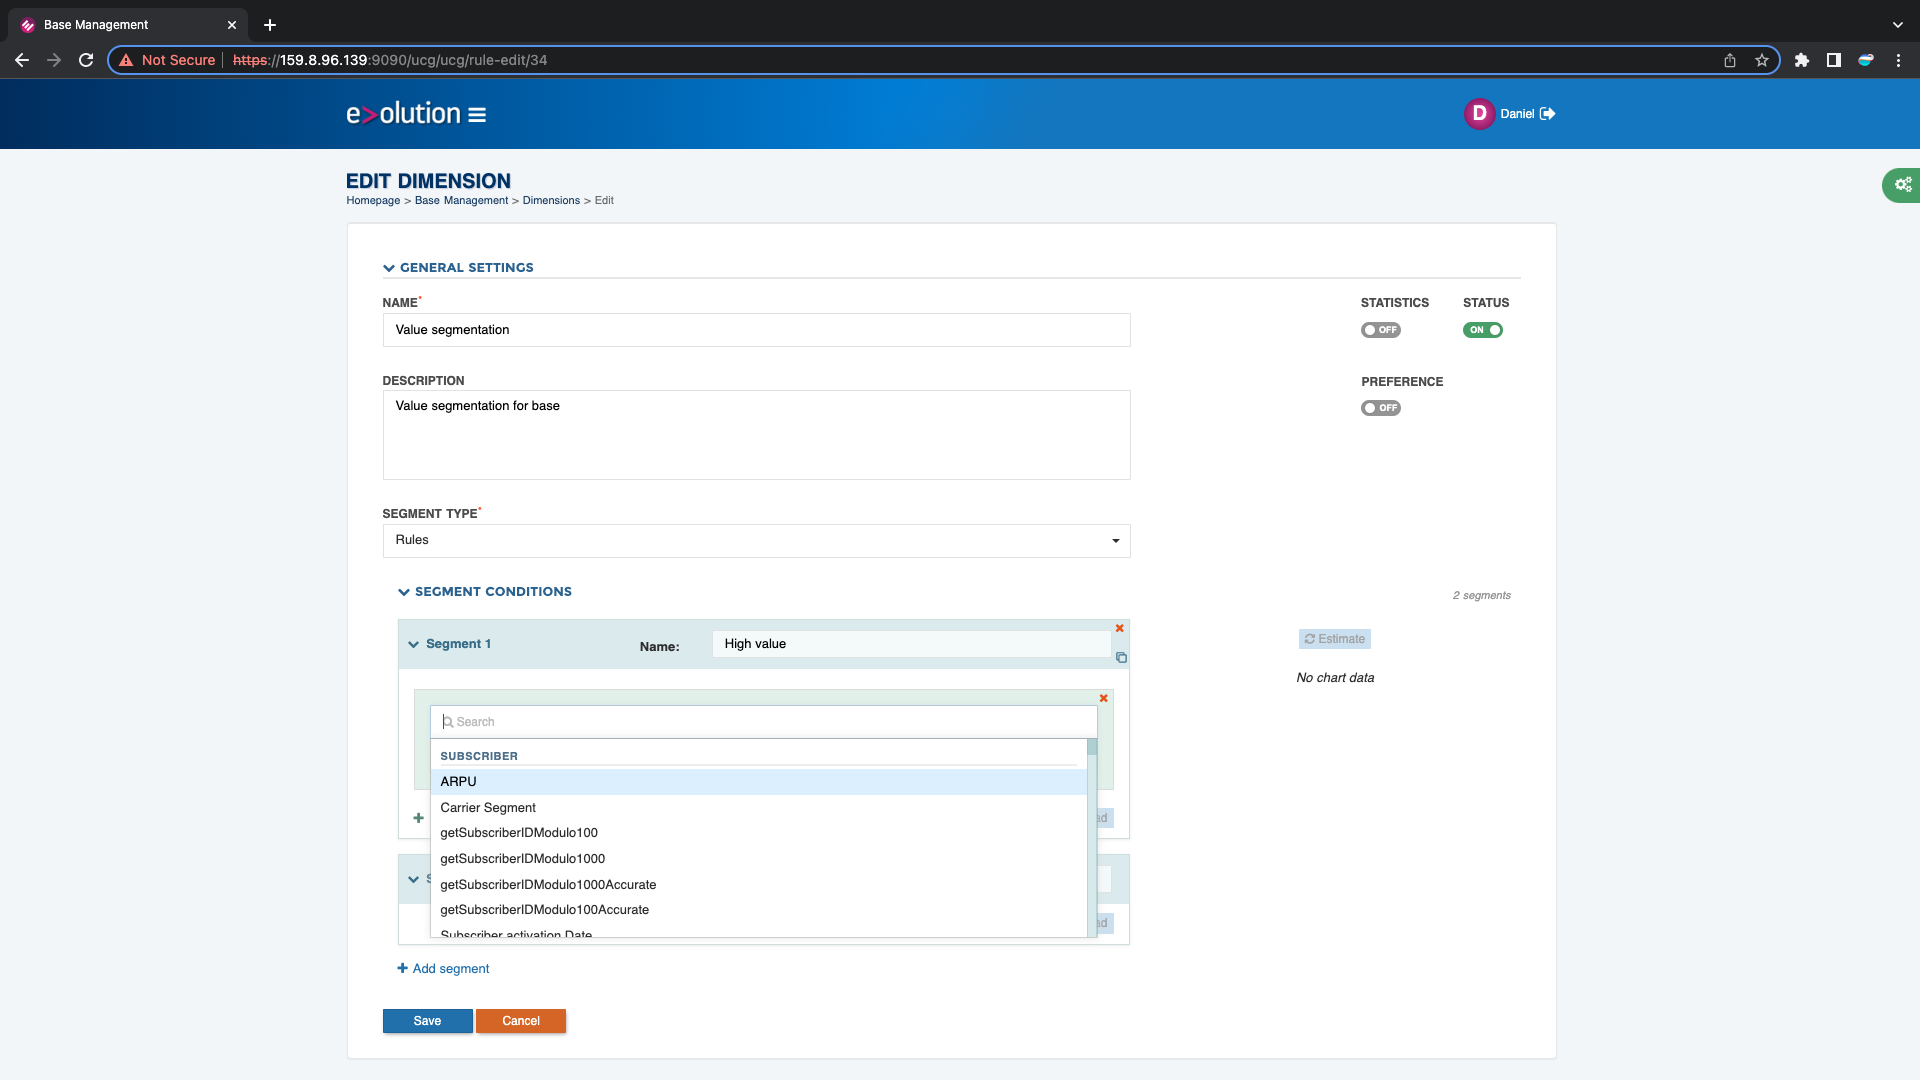 Base Management
Not Secure
https://159.8.96.139:9090/ucg/ucg/rule-edit/34
e>olution
D Daniel
EDIT DIMENSION
Homepage > Base Management > Dimensions > Edit
GENERAL SETTINGS
NAME*
STATISTICS
STATUS
Value segmentation
OFF
ON
DESCRIPTION
PREFERENCE
Value segmentation for base
OFF
SEGMENT TYPE*
Rules
SEGMENT CONDITIONS
2 segments
Segment 1
Name:
High value
Estimate
No chart data
Search
SUBSCRIBER
ARPU
Carrier Segment
getSubscriberIDModulo100
getSubscriberIDModulo1000
getSubscriberIDModulo1000Accurate
getSubscriberIDModulo100Accurate
Subscriber activation Date
Add segment
Save
Cancel